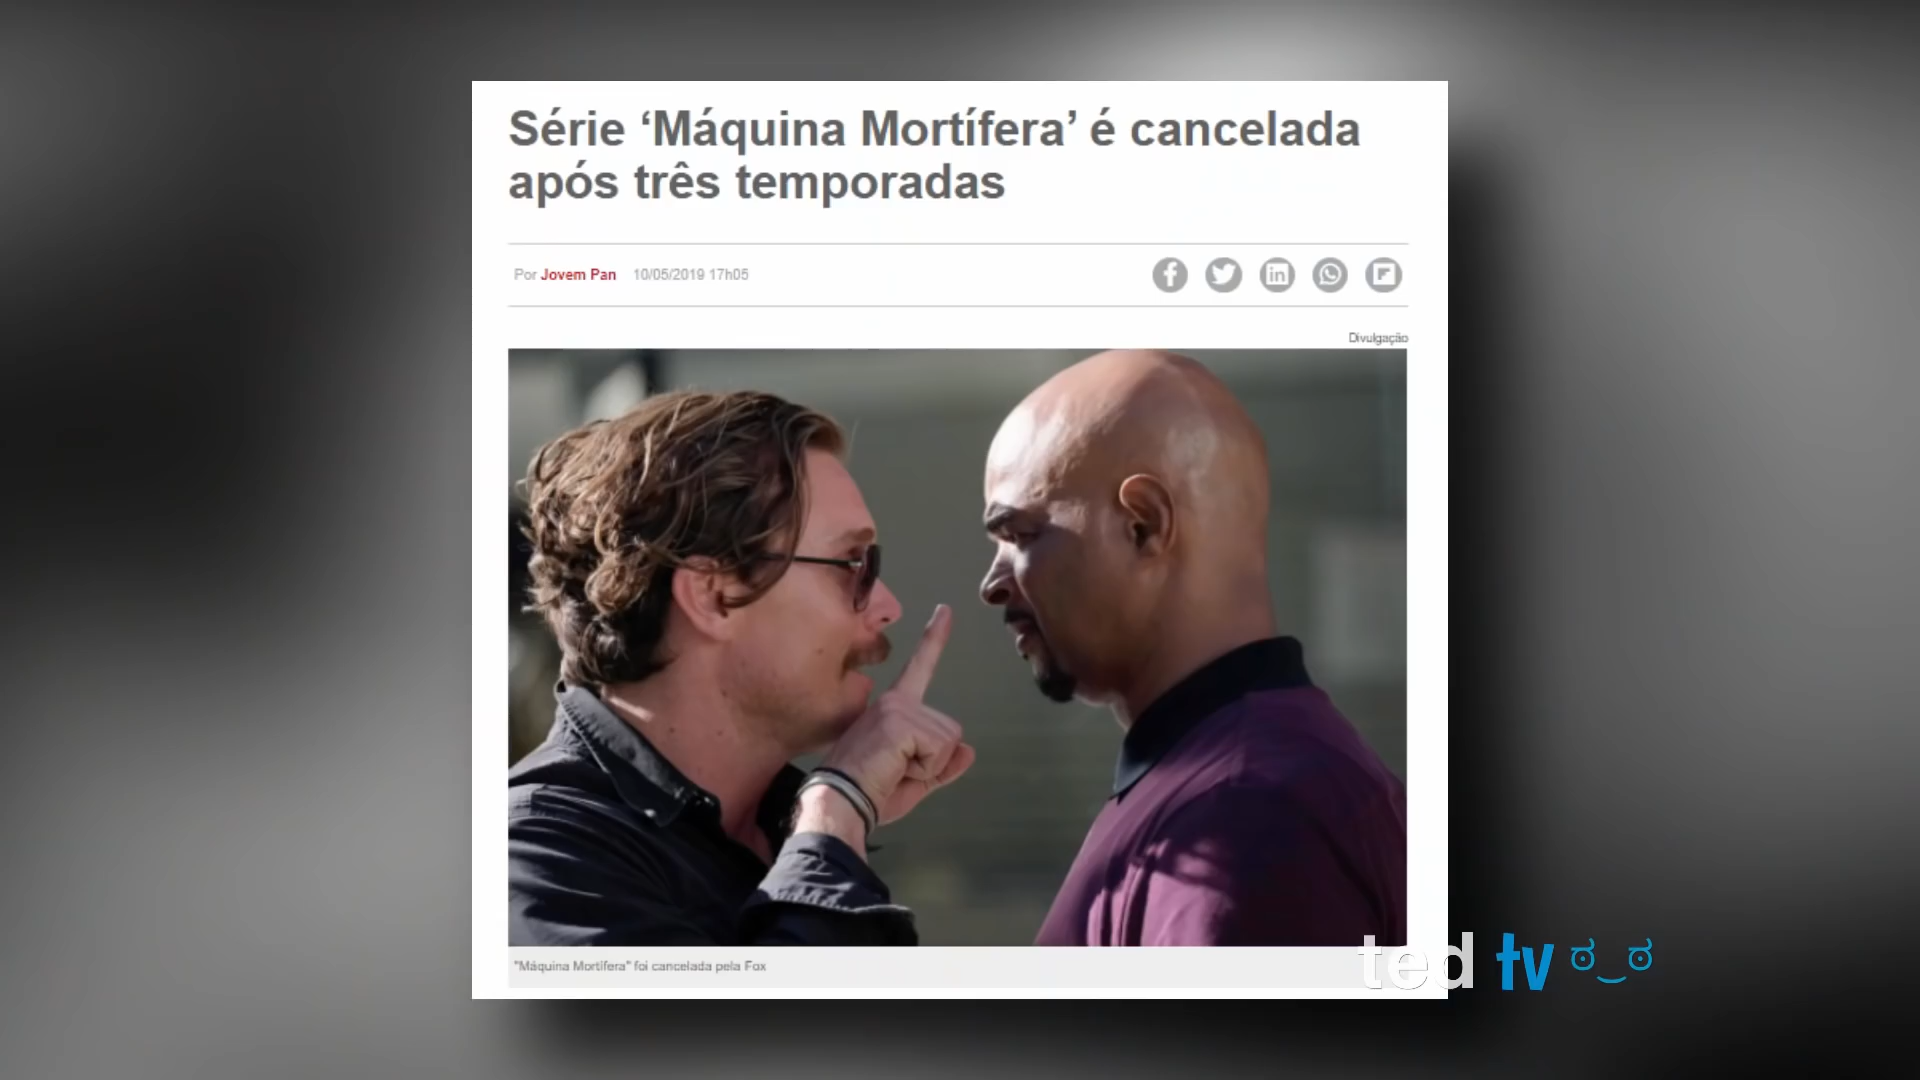 Série ‘Máquina Mortífera’ é cancelada
após três temporadas
Por Jovem Pan 10/05/2019 17h05
Divulgação
"Máquina Mortífera" foi cancelada pela Fox
ted tv